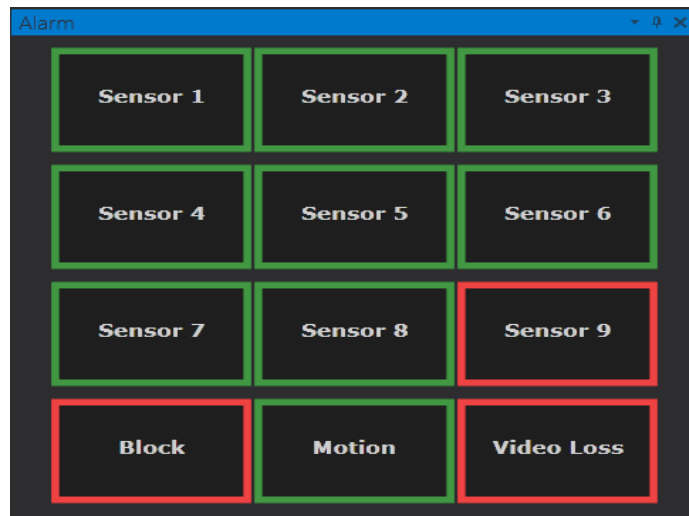 Alarm
Sensor 1 Sensor 2 Sensor 3
Sensor 4 Sensor 5 Sensor 6
Sensor 7 Sensor 8 Sensor 9
Block Motion Video Loss